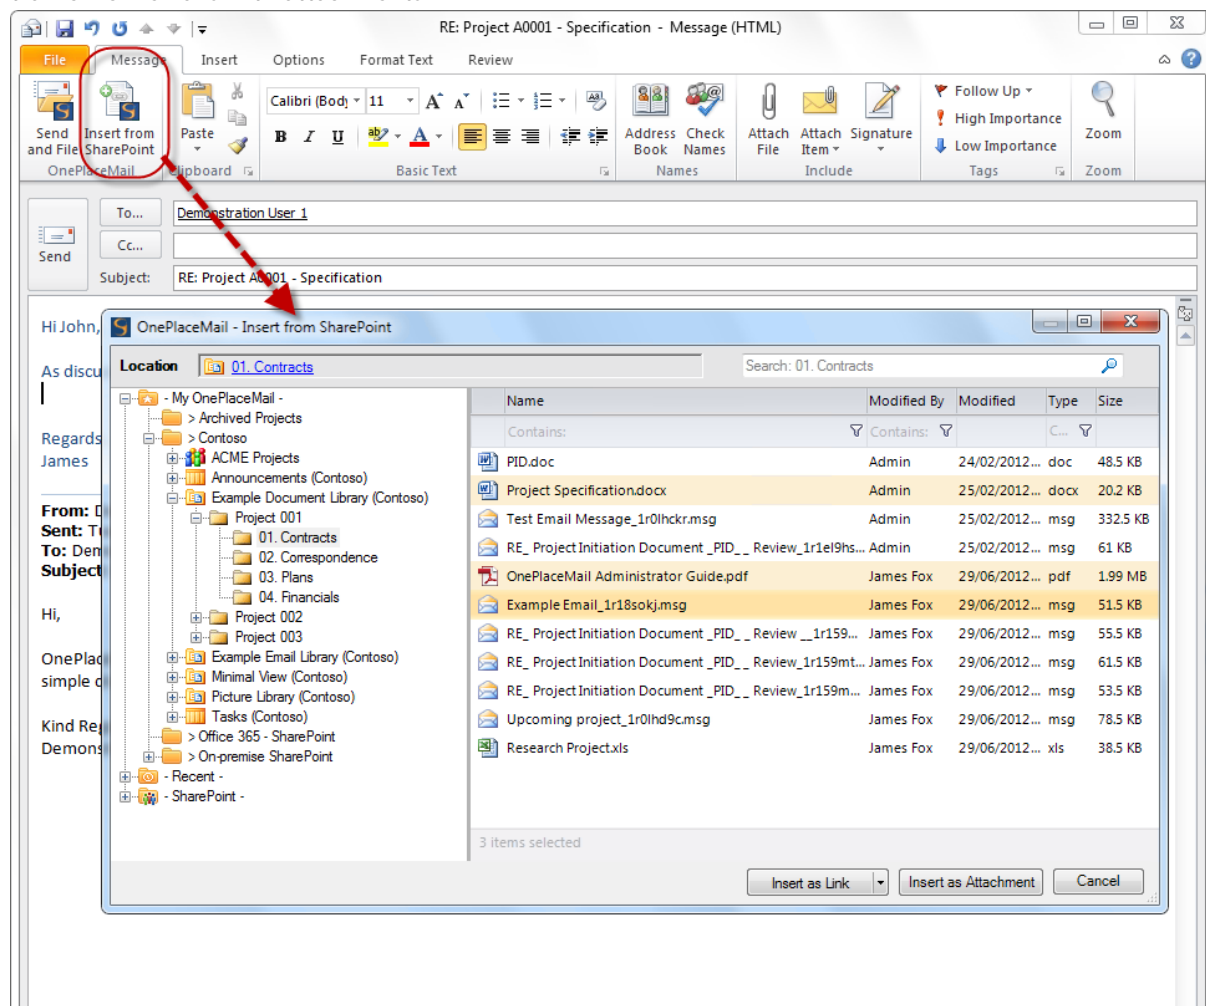 RE: Project A0001 - Specification - Message (HTML)
File Message Insert Options Format Text Review
Send and File
Insert from SharePoint
OnePlaceMail
Paste
Clipboard
Calibri (Body 11
B I U
Basic Text
Address Book
Check Names
Names
Attach File
Attach Item
Signature
Include
Follow Up
High Importance
Low Importance
Tags
Zoom
Zoom
Send
To... Demonstration User 1
Cc...
Subject: RE: Project A0001 - Specification
Hi John,
As discu
Regards
James
From: D
Sent: Tu
To: Dem
Subject
Hi,
OnePlac
simple c
Kind Reg
Demons
OnePlaceMail - Insert from SharePoint
Location 01. Contracts
Search: 01. Contracts
- My OnePlaceMail -
> Archived Projects
> Contoso
ACME Projects
Announcements (Contoso)
Example Document Library (Contoso)
Project 001
01. Contracts
02. Correspondence
03. Plans
04. Financials
Project 002
Project 003
Example Email Library (Contoso)
Minimal View (Contoso)
Picture Library (Contoso)
Tasks (Contoso)
> Office 365 - SharePoint
> On-premise SharePoint
- Recent -
- SharePoint -
Name Modified By Modified Type Size
Contains: Contains: C...
PID.doc Admin 24/02/2012... doc 48.5 KB
Project Specification.docx Admin 25/02/2012... docx 20.2 KB
Test Email Message_1r0lhckr.msg Admin 25/02/2012... msg 332.5 KB
RE_ Project Initiation Document _PID_ _ Review_1r1el9hs... Admin 25/02/2012... msg 61 KB
OnePlaceMail Administrator Guide.pdf James Fox 29/06/2012... pdf 1.99 MB
Example Email_1r18sokj.msg James Fox 29/06/2012... msg 51.5 KB
RE_ Project Initiation Document _PID_ _ Review __1r159... James Fox 29/06/2012... msg 55.5 KB
RE_ Project Initiation Document _PID_ _ Review_1r159mt... James Fox 29/06/2012... msg 61.5 KB
RE_ Project Initiation Document _PID_ _ Review_1r159m... James Fox 29/06/2012... msg 53.5 KB
Upcoming project_1r0lhd9c.msg James Fox 29/06/2012... msg 78.5 KB
Research Project.xls James Fox 29/06/2012... xls 38.5 KB
3 items selected
Insert as Link Insert as Attachment Cancel